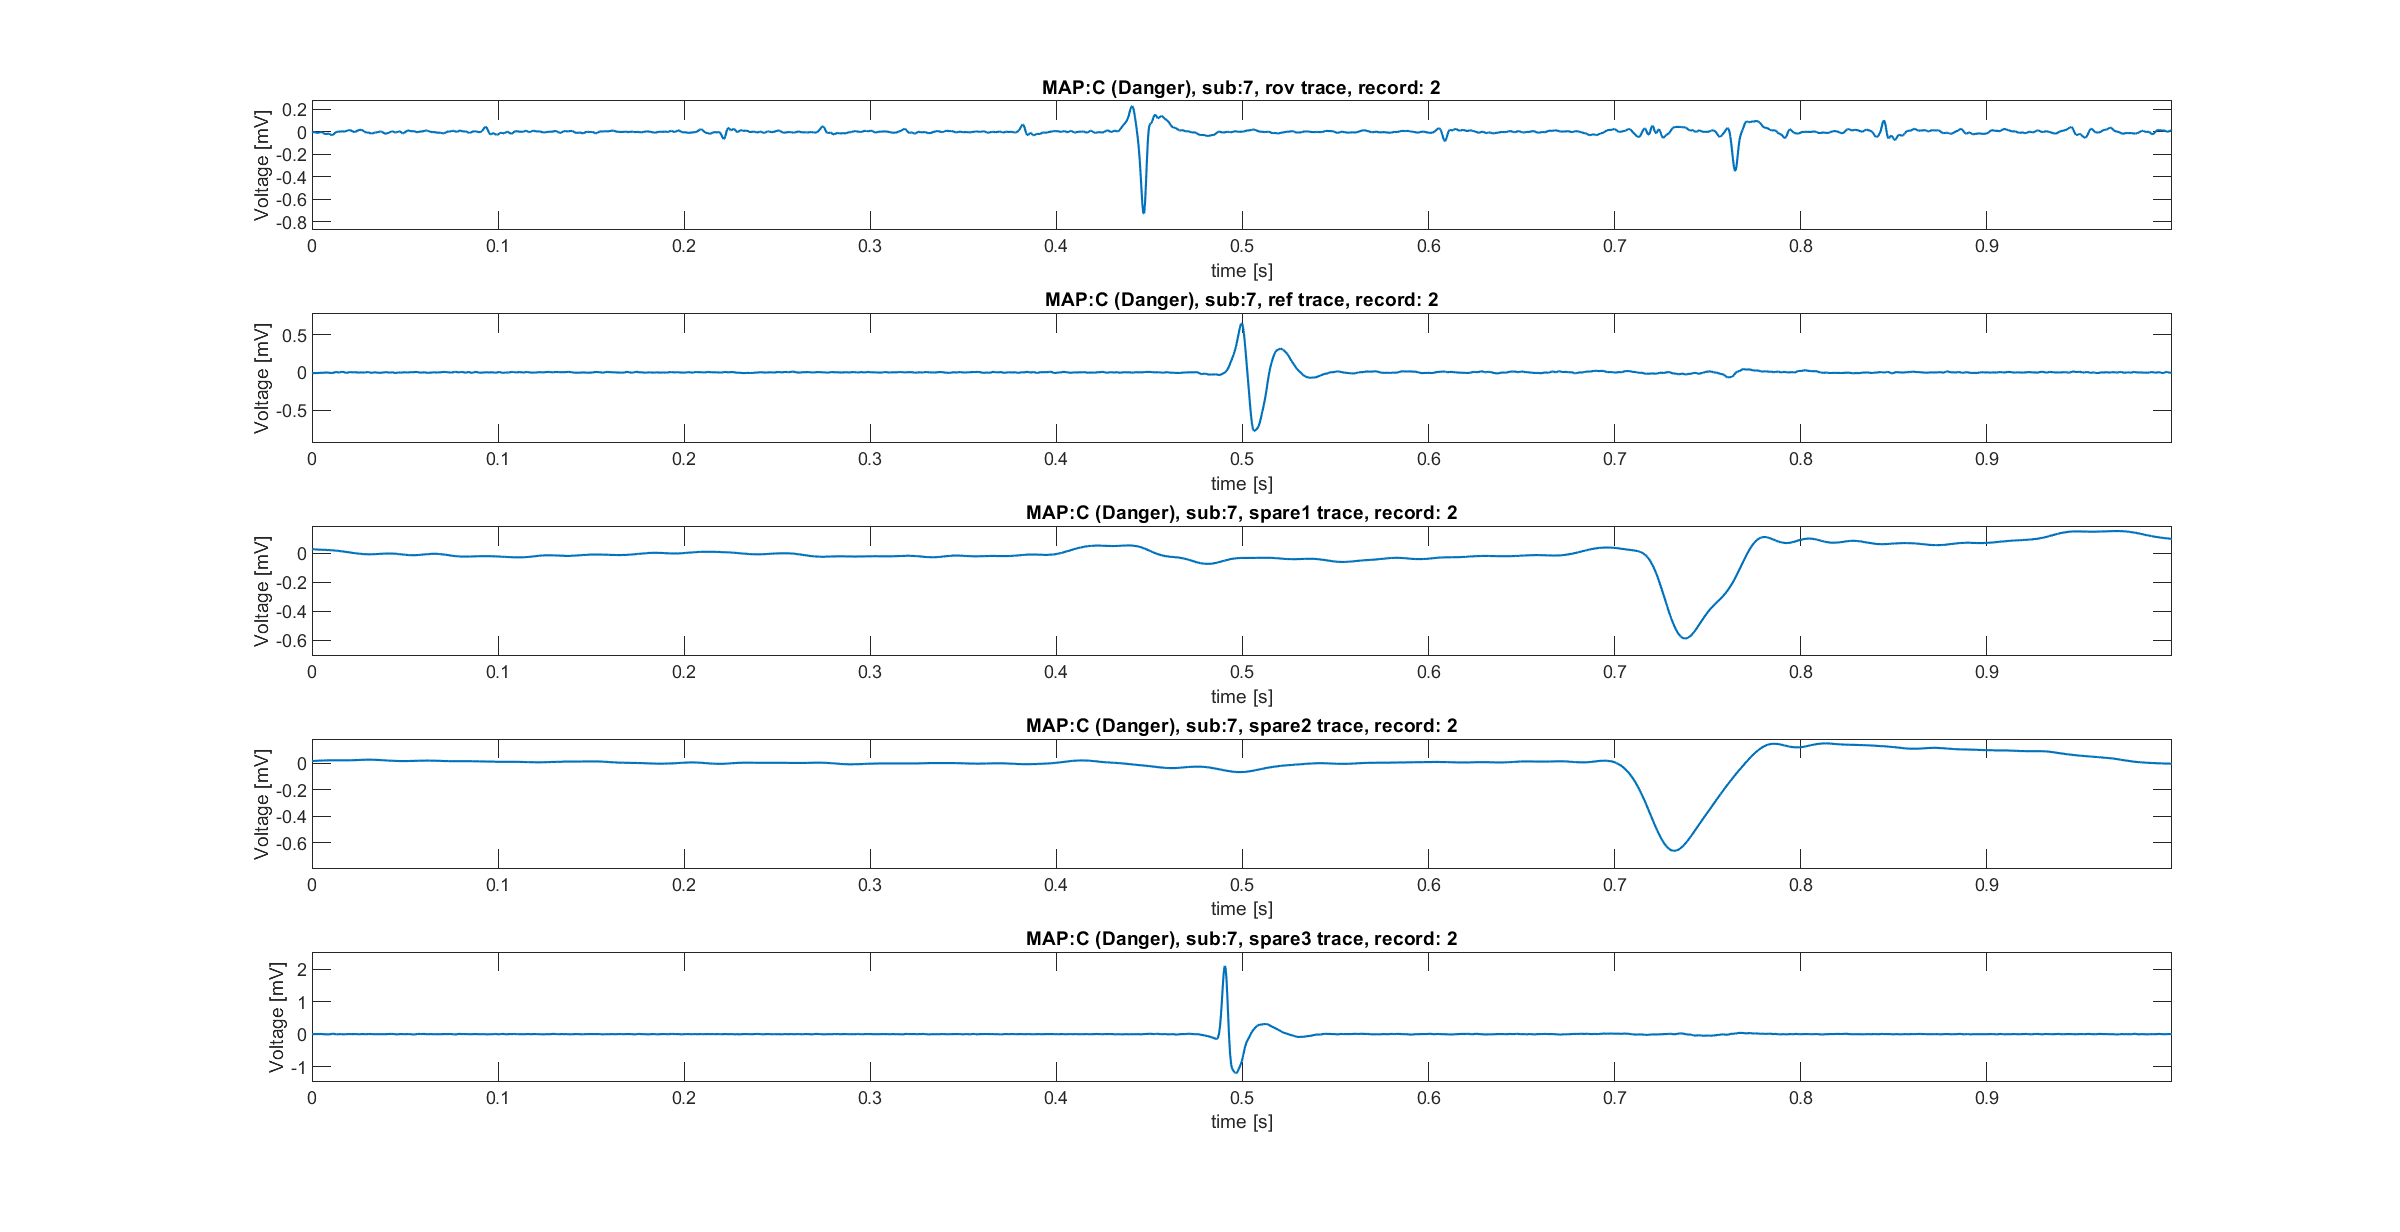 MAP:C (Danger), sub:7, rov trace, record: 2
Voltage [mV]
0.2
0
-0.2
-0.4
-0.6
-0.8
0 0.1 0.2 0.3 0.4 0.5 0.6 0.7 0.8 0.9
time [s]
MAP:C (Danger), sub:7, ref trace, record: 2
Voltage [mV]
0.5
0
-0.5
0 0.1 0.2 0.3 0.4 0.5 0.6 0.7 0.8 0.9
time [s]
MAP:C (Danger), sub:7, spare1 trace, record: 2
Voltage [mV]
0
-0.2
-0.4
-0.6
0 0.1 0.2 0.3 0.4 0.5 0.6 0.7 0.8 0.9
time [s]
MAP:C (Danger), sub:7, spare2 trace, record: 2
Voltage [mV]
0
-0.2
-0.4
-0.6
0 0.1 0.2 0.3 0.4 0.5 0.6 0.7 0.8 0.9
time [s]
MAP:C (Danger), sub:7, spare3 trace, record: 2
Voltage [mV]
2
1
0
-1
0 0.1 0.2 0.3 0.4 0.5 0.6 0.7 0.8 0.9
time [s]